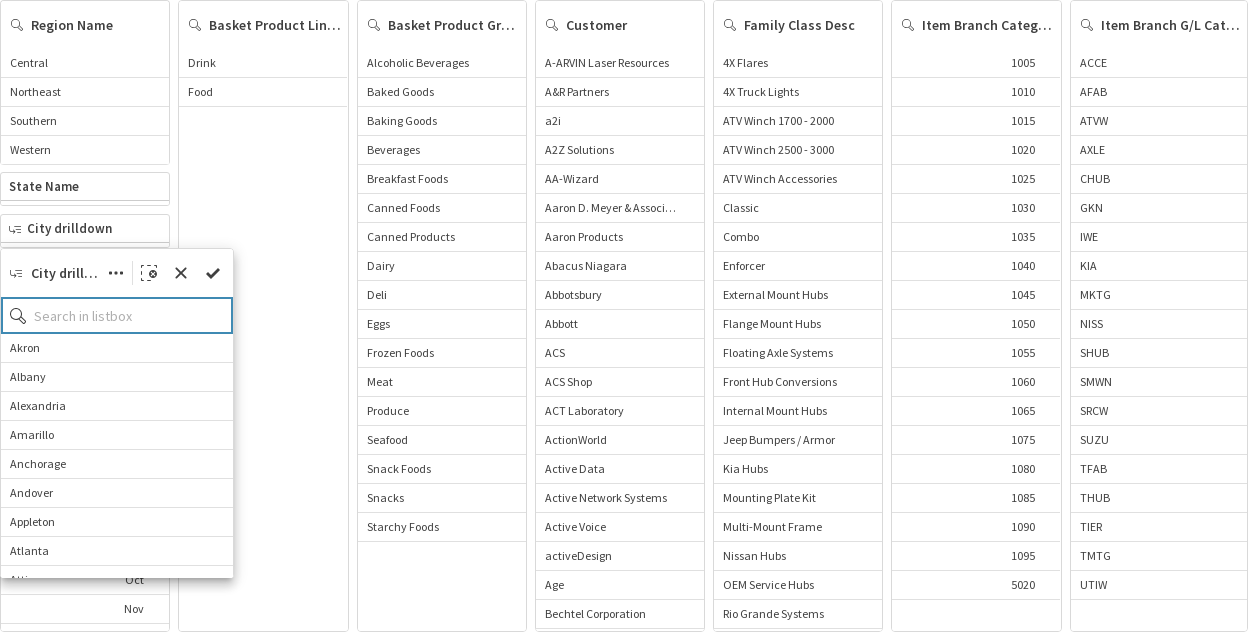 Region Name
Central
Northeast
Southern
Western
State Name
City drilldown
City drill...
Search in listbox
Akron
Albany
Alexandria
Amarillo
Anchorage
Andover
Appleton
Atlanta
Oct
Nov
Basket Product Lin...
Drink
Food
Basket Product Gr...
Alcoholic Beverages
Baked Goods
Baking Goods
Beverages
Breakfast Foods
Canned Foods
Canned Products
Dairy
Deli
Eggs
Frozen Foods
Meat
Produce
Seafood
Snack Foods
Snacks
Starchy Foods
Customer
A-ARVIN Laser Resources
A&R Partners
a2i
A2Z Solutions
AA-Wizard
Aaron D. Meyer & Associ...
Aaron Products
Abacus Niagara
Abbotsbury
Abbott
ACS
ACS Shop
ACT Laboratory
ActionWorld
Active Data
Active Network Systems
Active Voice
activeDesign
Age
Bechtel Corporation
Family Class Desc
4X Flares
4X Truck Lights
ATV Winch 1700 - 2000
ATV Winch 2500 - 3000
ATV Winch Accessories
Classic
Combo
Enforcer
External Mount Hubs
Flange Mount Hubs
Floating Axle Systems
Front Hub Conversions
Internal Mount Hubs
Jeep Bumpers / Armor
Kia Hubs
Mounting Plate Kit
Multi-Mount Frame
Nissan Hubs
OEM Service Hubs
Rio Grande Systems
Item Branch Categ...
1005
1010
1015
1020
1025
1030
1035
1040
1045
1050
1055
1060
1065
1075
1080
1085
1090
1095
5020
Item Branch G/L Cat...
ACCE
AFAB
ATVW
AXLE
CHUB
GKN
IWE
KIA
MKTG
NISS
SHUB
SMWN
SRCW
SUZU
TFAB
THUB
TIER
TMTG
UTIW